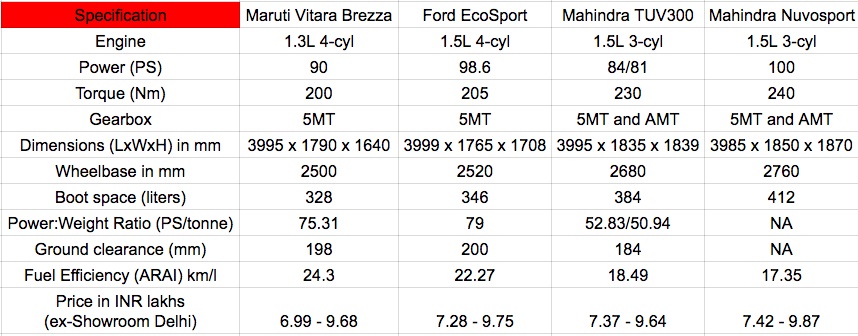 Specification Maruti Vitara Brezza Ford EcoSport Mahindra TUV300 Mahindra Nuvosport
Engine 1.3L 4-cyl 1.5L 4-cyl 1.5L 3-cyl 1.5L 3-cyl
Power (PS) 90 98.6 84/81 100
Torque (Nm) 200 205 230 240
Gearbox 5MT 5MT 5MT and AMT 5MT and AMT
Dimensions (LxWxH) in mm 3995 x 1790 x 1640 3999 x 1765 x 1708 3995 x 1835 x 1839 3985 x 1850 x 1870
Wheelbase in mm 2500 2520 2680 2760
Boot space (liters) 328 346 384 412
Power:Weight Ratio (PS/tonne) 75.31 79 52.83/50.94 NA
Ground clearance (mm) 198 200 184 NA
Fuel Efficiency (ARAI) km/l 24.3 22.27 18.49 17.35
Price in INR lakhs
(ex-Showroom Delhi) 6.99 - 9.68 7.28 - 9.75 7.37 - 9.64 7.42 - 9.87